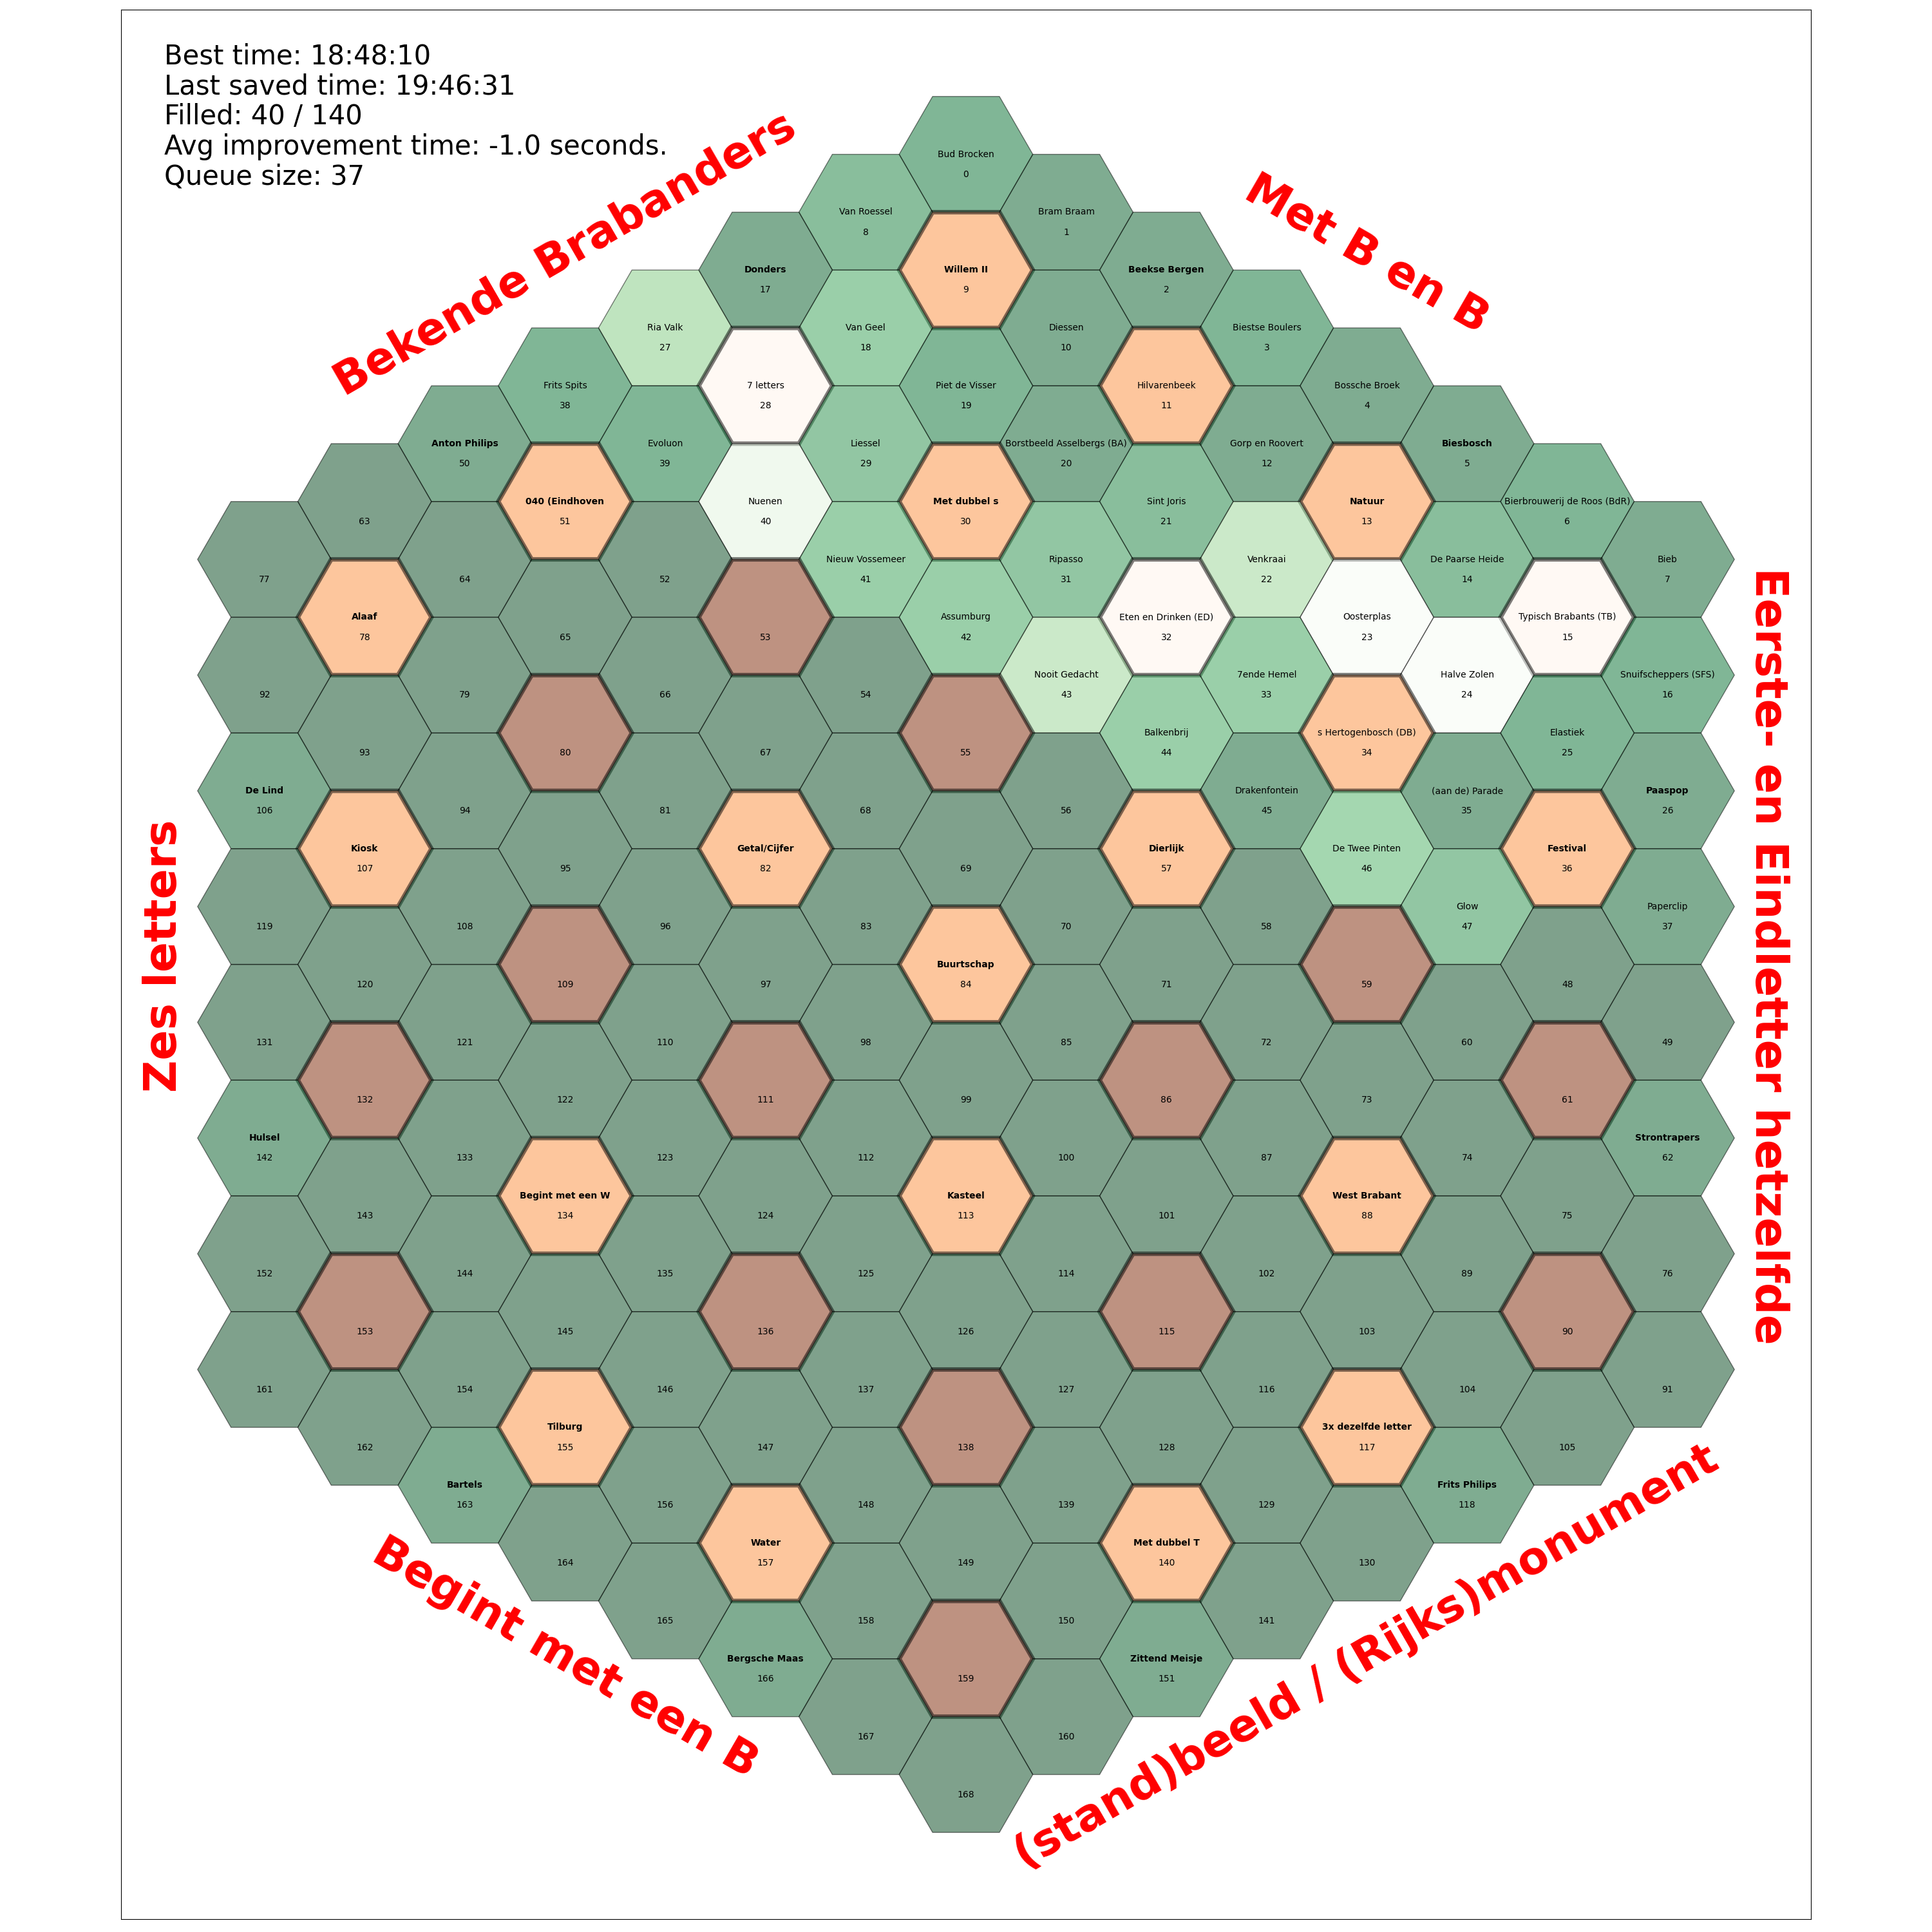 Best time: 18:48:10
Last saved time: 19:46:31
Filled: 40 / 140
Avg improvement time: -1.0 seconds.
Queue size: 37
Bekende Brabanders
Met B en B
Eerste- en Eindletter hetzelfde
(stand)beeld / (Rijks)monument
Begint met een B
Zes letters
Bud Brocken
0
Bram Braam
1
Beekse Bergen
2
Biestse Boulers
3
Bossche Broek
4
Biesbosch
5
Bierbrouwerij de Roos (BdR)
6
Bieb
7
Van Roessel
8
Willem II
9
Diessen
10
Hilvarenbeek
11
Gorp en Roovert
12
Natuur
13
De Paarse Heide
14
Typisch Brabants (TB)
15
Snuifscheppers (SFS)
16
Donders
17
Van Geel
18
Piet de Visser
19
Borstbeeld Asselbergs (BA)
20
Sint Joris
21
Venkraai
22
Oosterplas
23
Halve Zolen
24
Elastiek
25
Paaspop
26
Ria Valk
27
7 letters
28
Liessel
29
Met dubbel s
30
Ripasso
31
Eten en Drinken (ED)
32
7ende Hemel
33
s Hertogenbosch (DB)
34
(aan de) Parade
35
Festival
36
Paperclip
37
Frits Spits
38
Evoluon
39
Nuenen
40
Nieuw Vossemeer
41
Assumburg
42
Nooit Gedacht
43
Balkenbrij
44
Drakenfontein
45
De Twee Pinten
46
Glow
47
48
49
Anton Philips
50
040 (Eindhoven
51
52
53
54
55
56
Dierlijk
57
58
59
60
61
Strontrapers
62
63
64
65
66
67
68
69
70
71
72
73
74
75
76
77
Alaaf
78
79
80
81
Getal/Cijfer
82
83
Buurtschap
84
85
86
87
West Brabant
88
89
90
91
92
93
94
95
96
97
98
99
100
101
102
103
104
105
De Lind
106
Kiosk
107
108
109
110
111
112
Kasteel
113
114
115
116
3x dezelfde letter
117
Frits Philips
118
119
120
121
122
123
124
125
126
127
128
129
130
131
132
133
Begint met een W
134
135
136
137
138
139
Met dubbel T
140
141
Hulsel
142
143
144
145
146
147
148
149
150
Zittend Meisje
151
152
153
154
Tilburg
155
156
Water
157
158
159
160
161
162
Bartels
163
164
165
Bergsche Maas
166
167
168